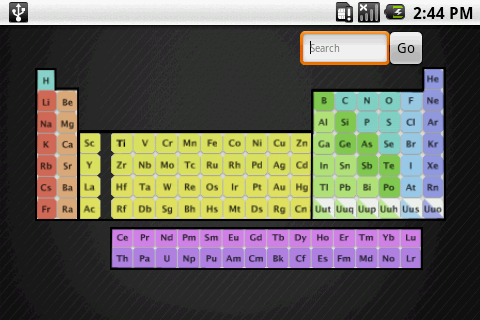 2:44 PM
Search Go
H He
Li Be B C N O F Ne
Na Mg Al Si P S Cl Ar
K Ca Sc Ti V Cr Mn Fe Co Ni Cu Zn Ga Ge As Se Br Kr
Rb Sr Y Zr Nb Mo Tc Ru Rh Pd Ag Cd In Sn Sb Te I Xe
Cs Ba La Hf Ta W Re Os Ir Pt Au Hg Tl Pb Bi Po At Rn
Fr Ra Ac Rf Db Sg Bh Hs Mt Ds Rg Cn Uut Uuq Uup Uuh Uus Uuo
Ce Pr Nd Pm Sm Eu Gd Tb Dy Ho Er Tm Yb Lu
Th Pa U Np Pu Am Cm Bk Cf Es Fm Md No Lr